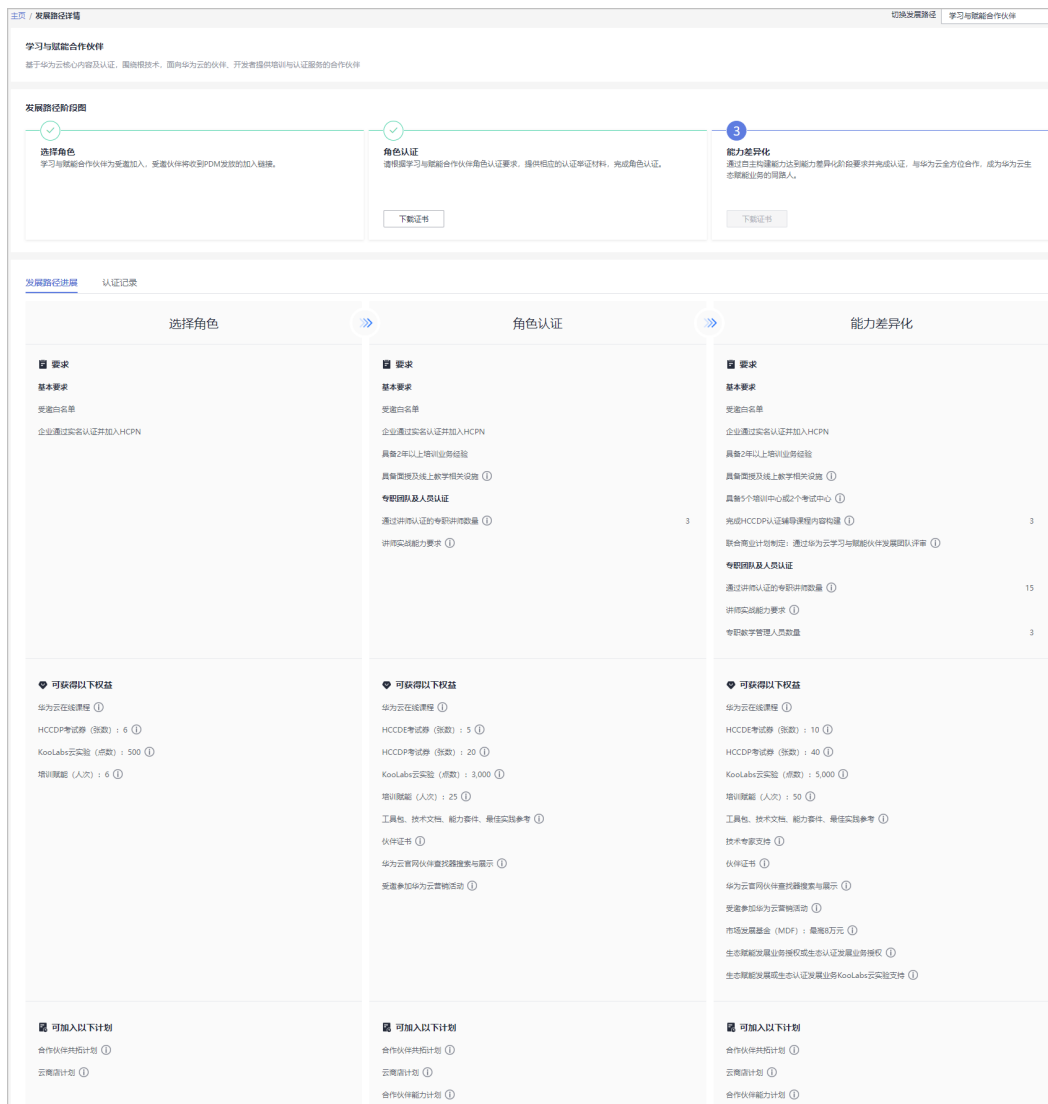 主页 / 发展路径详情
切换发展路径 学习与赋能合作伙伴
学习与赋能合作伙伴
基于华为云核心内容及认证，围绕根技术，面向华为云的伙伴、开发者提供培训与认证服务的合作伙伴
发展路径阶段图
选择角色
学习与赋能合作伙伴为受邀加入，受邀伙伴将收到PDM发放的加入链接。
角色认证
请根据学习与赋能合作伙伴角色认证要求，提供相应的认证举证材料，完成角色认证。
下载证书
3
能力差异化
通过自主构建能力达到能力差异化阶段要求并完成认证，与华为云全方位合作，成为华为云生
态赋能业务的同路人。
下载证书
发展路径进展 认证记录
选择角色
要求
基本要求
受邀白名单
企业通过实名认证并加入HCPN
可获得以下权益
华为云在线课程
HCCDP考试券（张数）：6
KooLabs云实验（点数）：500
培训赋能（人次）：6
可加入以下计划
合作伙伴共拓计划
云商店计划
角色认证
要求
基本要求
受邀白名单
企业通过实名认证并加入HCPN
具备2年以上培训业务经验
具备面授及线上教学相关设施
专职团队及人员认证
通过讲师认证的专职讲师数量 3
讲师实战能力要求
可获得以下权益
华为云在线课程
HCCDE考试券（张数）：5
HCCDP考试券（张数）：20
KooLabs云实验（点数）：3,000
培训赋能（人次）：25
工具包、技术文档、能力套件、最佳实践参考
伙伴证书
华为云官网伙伴查找器搜索与展示
受邀参加华为云营销活动
可加入以下计划
合作伙伴共拓计划
云商店计划
合作伙伴能力计划
能力差异化
要求
基本要求
受邀白名单
企业通过实名认证并加入HCPN
具备2年以上培训业务经验
具备面授及线上教学相关设施
具备5个培训中心或2个考试中心
完成HCCDP认证辅导课程内容构建 3
联合商业计划制定：通过华为云学习与赋能伙伴发展团队评审
专职团队及人员认证
通过讲师认证的专职讲师数量 15
讲师实战能力要求
专职教学管理人员数量 3
可获得以下权益
华为云在线课程
HCCDE考试券（张数）：10
HCCDP考试券（张数）：40
KooLabs云实验（点数）：5,000
培训赋能（人次）：50
工具包、技术文档、能力套件、最佳实践参考
技术专家支持
伙伴证书
华为云官网伙伴查找器搜索与展示
受邀参加华为云营销活动
市场发展基金（MDF）：最高8万元
生态赋能发展业务授权或生态认证发展业务授权
生态赋能发展或生态认证发展业务KooLabs云实验支持
可加入以下计划
合作伙伴共拓计划
云商店计划
合作伙伴能力计划